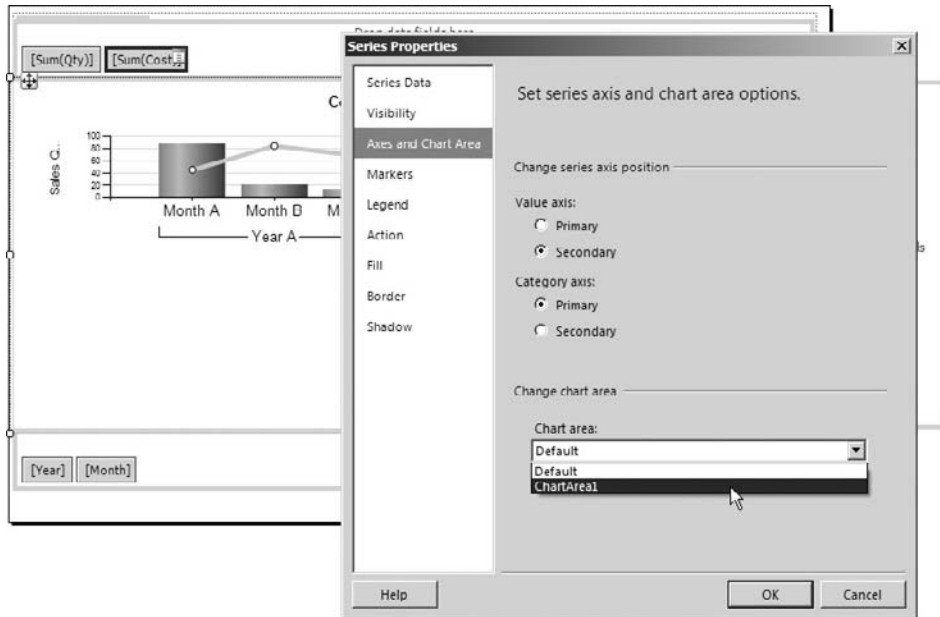 [Sum(Qty)]
[Sum(Cost
Co
Sales Q..
100
80
60
40
20
0
Month A
Month B
M
Year A
[Year]
[Month]
ls
Series Properties
Series Data
Visibility
Axes and Chart Area
Markers
Legend
Action
Fill
Border
Shadow
Set series axis and chart area options.
Change series axis position
Value axis:
Primary
Secondary
Category axis:
Primary
Secondary
Change chart area
Chart area:
Default
Default
ChartArea1
Help
OK
Cancel